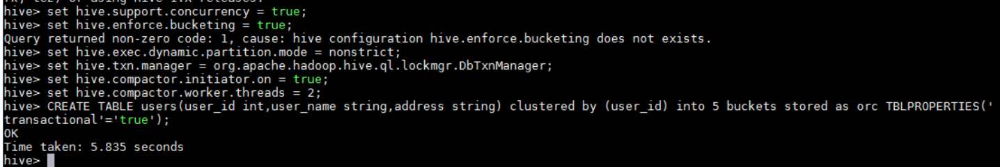 hive> set hive.support.concurrency = true;
hive> set hive.enforce.bucketing = true;
Query returned non-zero code: 1, cause: hive configuration hive.enforce.bucketing does not exists.
hive> set hive.exec.dynamic.partition.mode = nonstrict;
hive> set hive.txn.manager = org.apache.hadoop.hive.ql.lockmgr.DbTxnManager;
hive> set hive.compactor.initiator.on = true;
hive> set hive.compactor.worker.threads = 2;
hive> CREATE TABLE users(user_id int,user_name string,address string) clustered by (user_id) into 5 buckets stored as orc TBLPROPERTIES('
transactional'='true');
OK
Time taken: 5.835 seconds
hive>